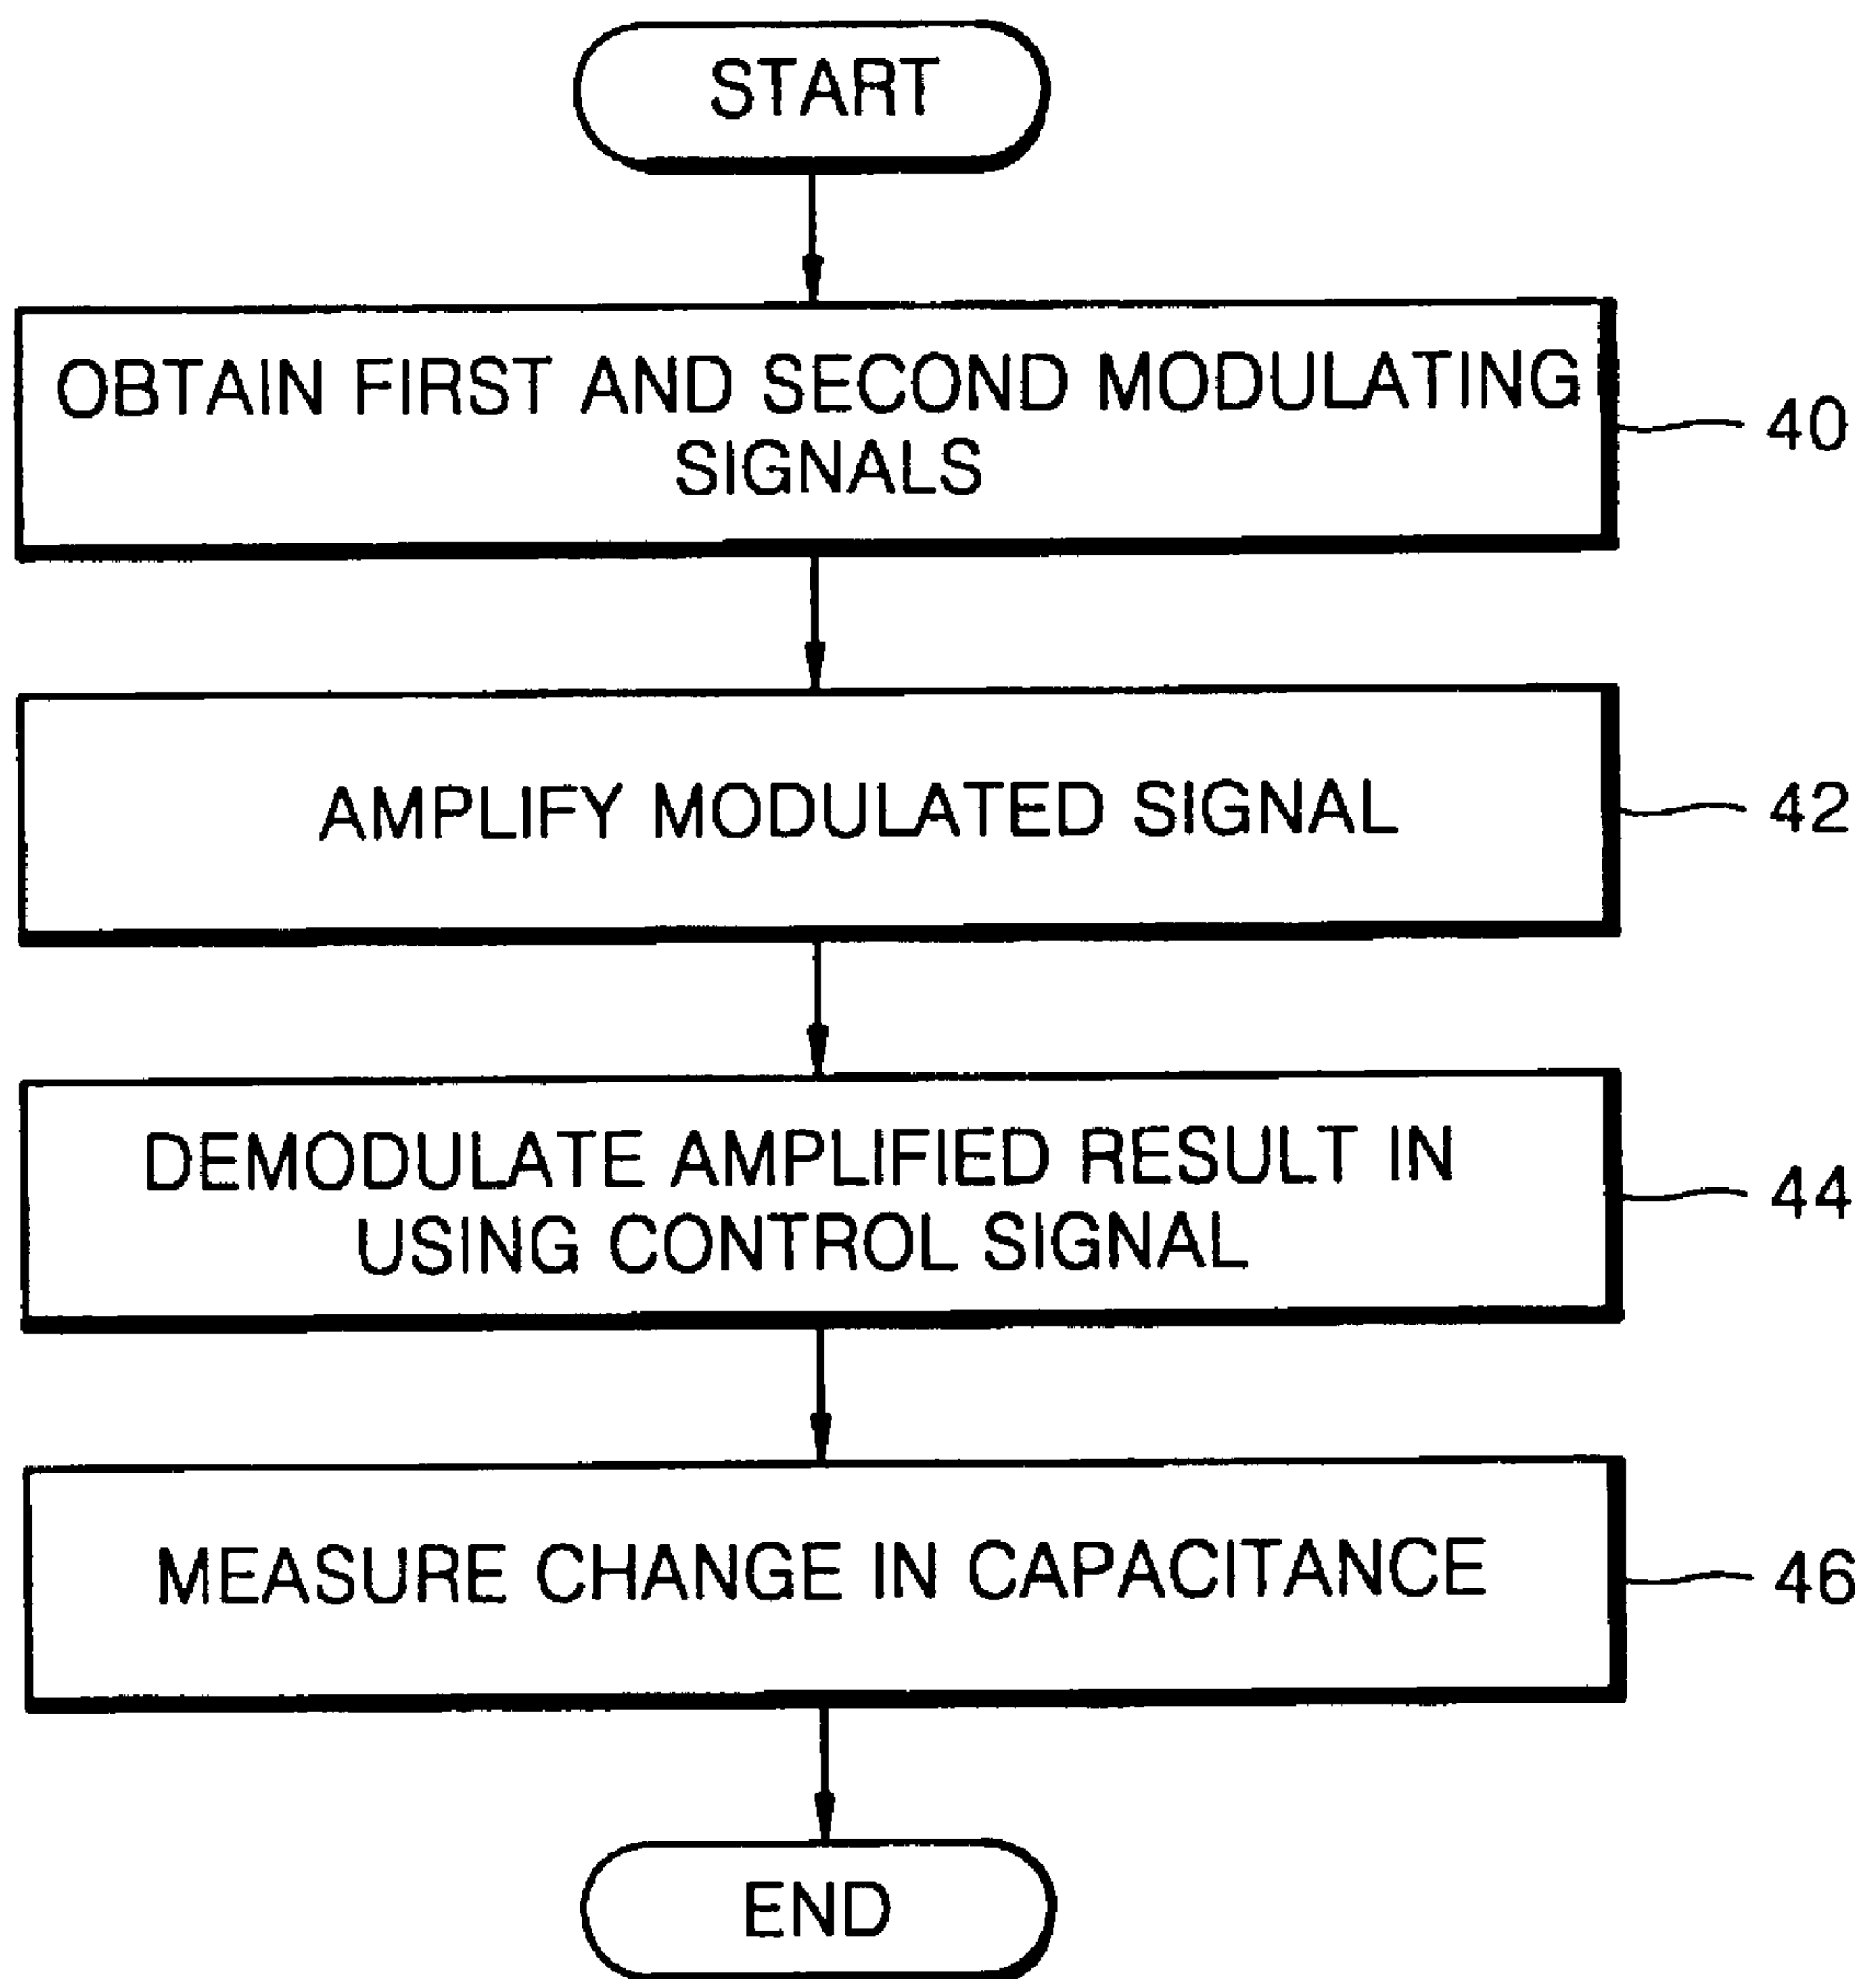 START
OBTAIN FIRST AND SECOND MODULATING
SIGNALS
40
AMPLIFY MODULATED SIGNAL
42
DEMODULATE AMPLIFIED RESULT IN
USING CONTROL SIGNAL
44
MEASURE CHANGE IN CAPACITANCE
46
END